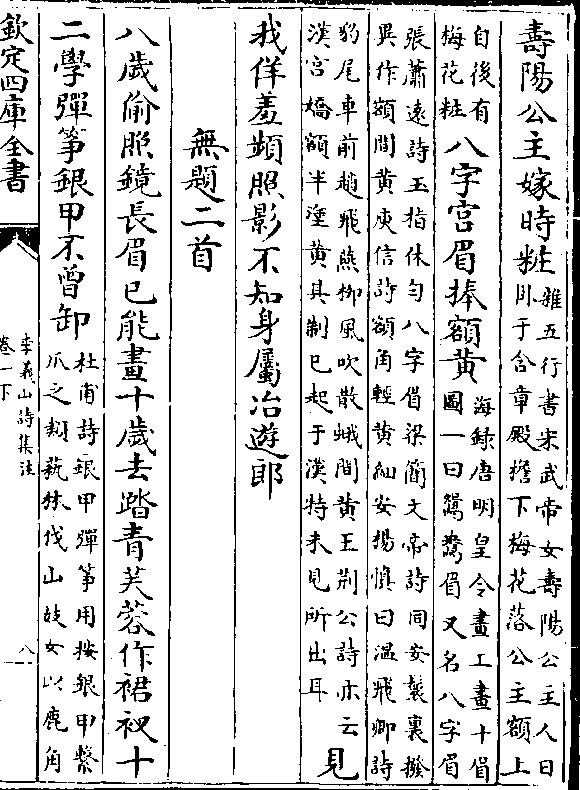 壽陽公主嫁時粧
雜五行書宋武帝女壽陽公主人日
卧于含章殿檐下梅花落公主額上
自後有
梅花粧
八字宫眉捧額黄
海録唐明皇令畫工畫十眉
圖一曰鴛鴦眉又名八字眉
張蕭遠詩玉指休匀八字眉梁簡文帝詩同安鬟裏撥
異作額間黄庾信詩額角輕黄細安楊慎曰温飛卿詩
豹尾車前趙飛燕柳風吹散蛾間黄王荆公詩亦云
漢宫嬌額半塗黄其制已起于漢特未見所出耳
見
我佯羞頻照影不知身屬冶遊郎
無題二首
八歲偷照鏡長眉已能畫十歲去踏青芙蓉作裙衩十
二學彈筝銀甲不曾卸
杜甫詩銀甲彈筝用按銀甲繫
爪之類藝林伐山妓女以鹿角
欽定四庫全書
李義山詩集注
卷一下
八